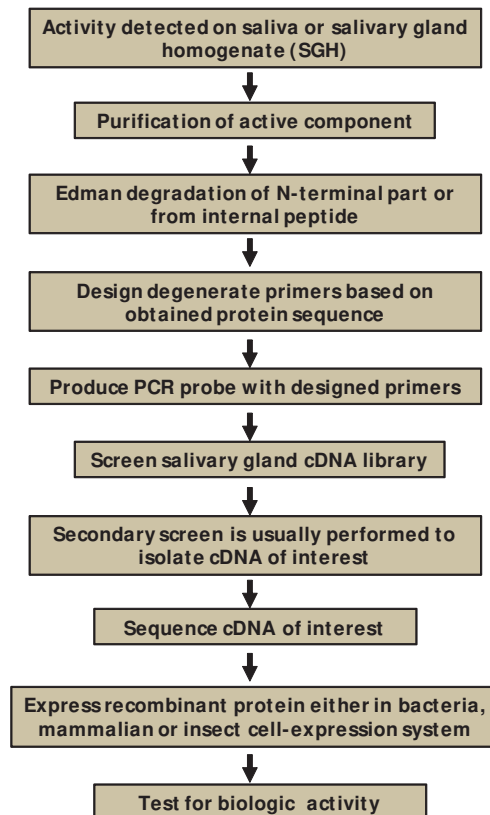 Activity detected on saliva or salivary gland
homogenate (SGH)
Purification of active component
Edman degradation of N-terminal part or
from internal peptide
Design degenerate primers based on
obtained protein sequence
Produce PCR probe with designed primers
Screen salivary gland cDNA library
Secondary screen is usually performed to
isolate cDNA of interest
Sequence cDNA of interest
Express recombinant protein either in bacteria,
mammalian or insect cell-expression system
Test for biologic activity